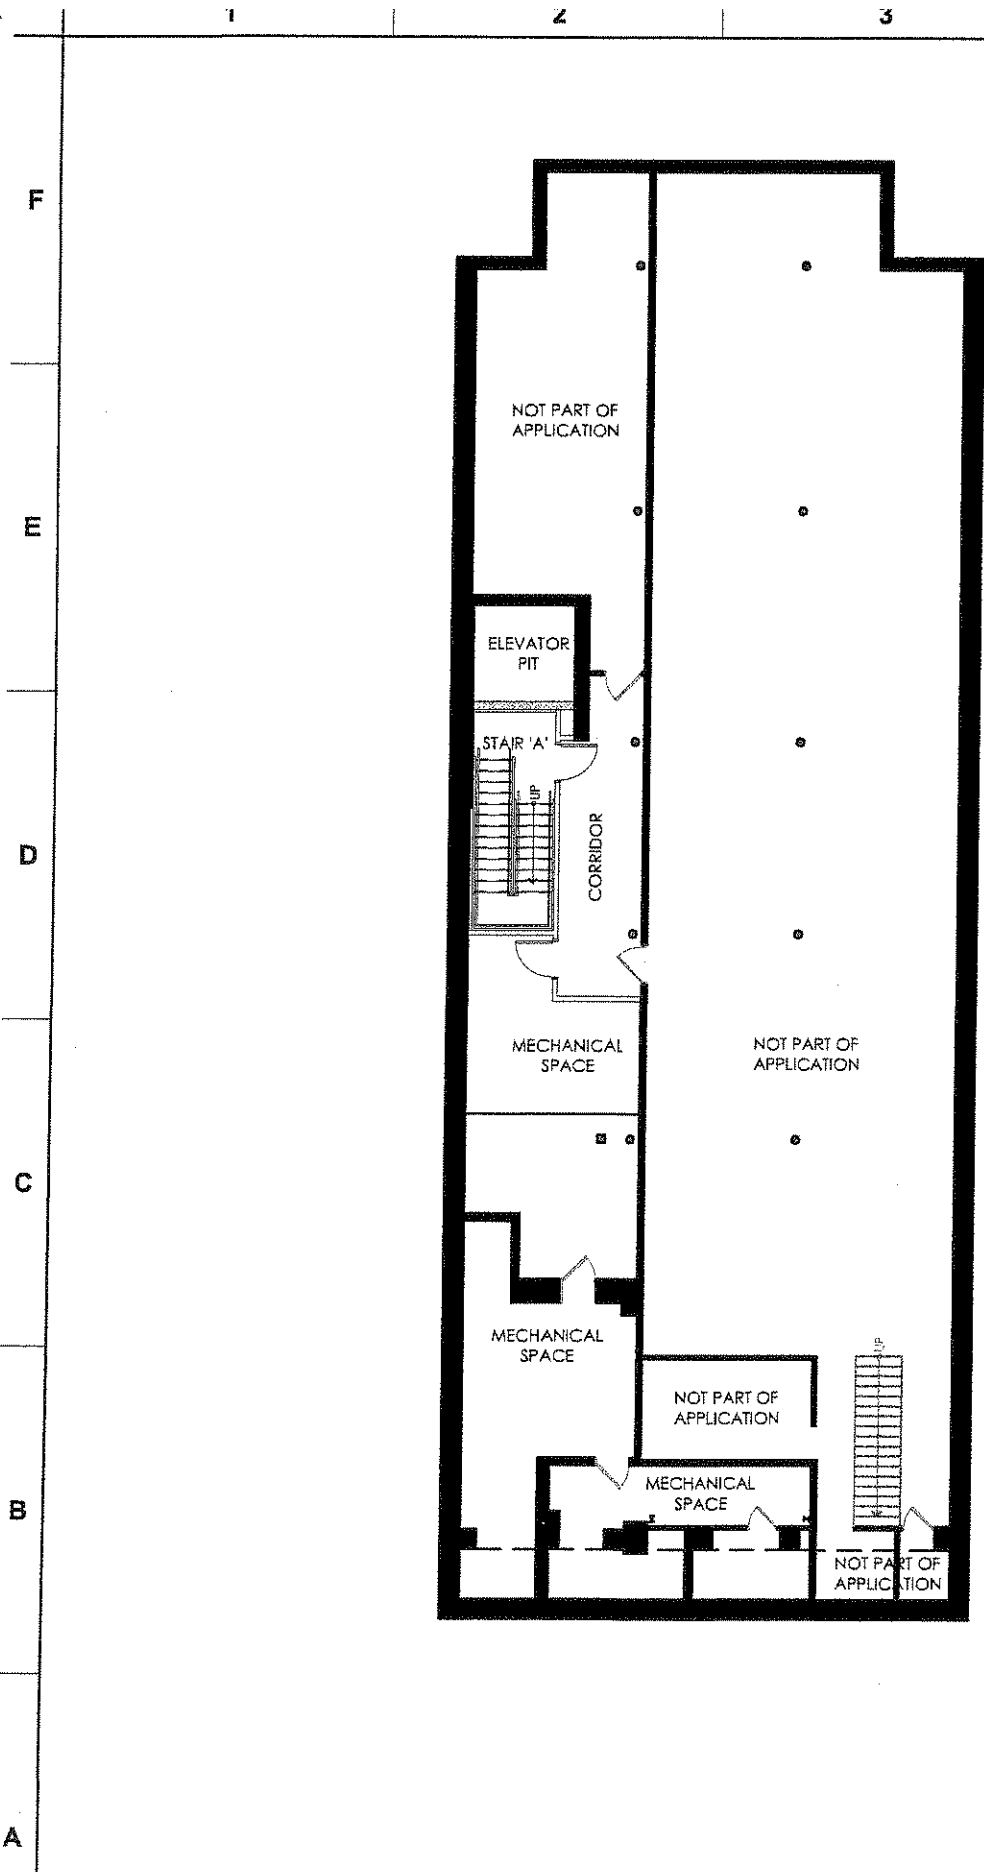 1 2 3
F
NOT PART OF
APPLICATION
E
ELEVATOR
PIT
STAIR 'A'
UP
D
CORRIDOR
MECHANICAL
SPACE
NOT PART OF
APPLICATION
C
MECHANICAL
SPACE
UP
NOT PART OF
APPLICATION
B
MECHANICAL
SPACE
NOT PART OF
APPLICATION
A